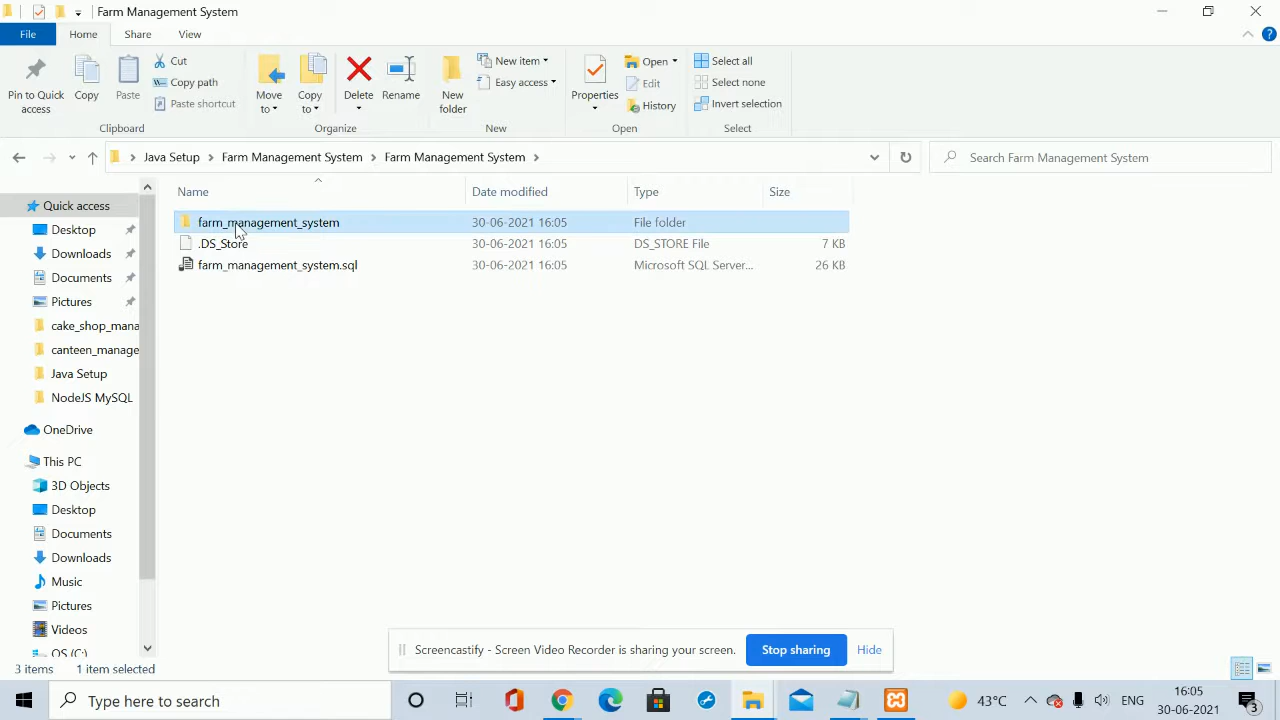 Farm Management System
File
Home
Share
View
Pin to Quick access
Copy
Paste
Cut
Copy path
Paste shortcut
Clipboard
Move to
Copy to
Delete
Rename
Organize
New folder
New item
Easy access
New
Properties
Open
Edit
History
Open
Select all
Select none
Invert selection
Select
Java Setup > Farm Management System > Farm Management System >
Search Farm Management System
Name
Date modified
Type
Size
farm_management_system 30-06-2021 16:05 File folder
.DS_Store 30-06-2021 16:05 DS_STORE File 7 KB
farm_management_system.sql 30-06-2021 16:05 Microsoft SQL Server... 26 KB
Quick access
Desktop
Downloads
Documents
Pictures
cake_shop_mana
canteen_manage
Java Setup
NodeJS MySQL
OneDrive
This PC
3D Objects
Desktop
Documents
Downloads
Music
Pictures
Videos
OS (C:)
Screencastify - Screen Video Recorder is sharing your screen.
Stop sharing
Hide
3 items
1 item selected
Type here to search
43°C
ENG
16:05
30-06-2021
3